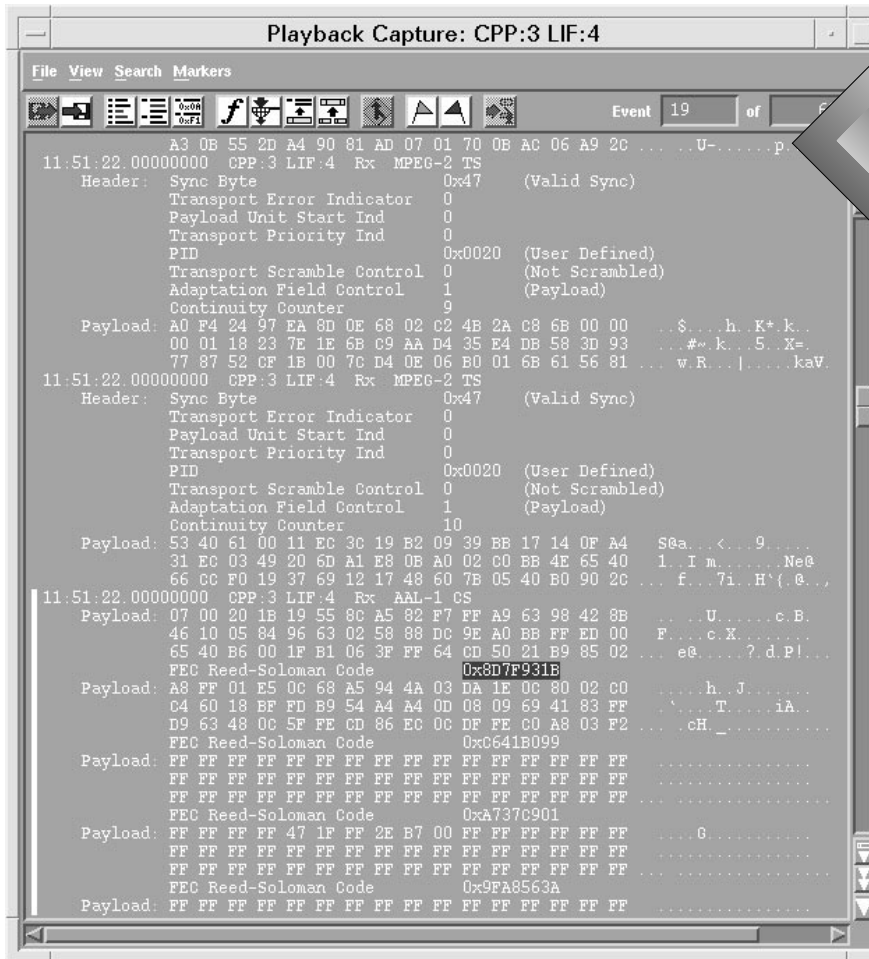 Playback Capture: CPP:3 LIF:4
File View Search Markers
0x0A
0xF1
f
Event 19 of
A3 0B 55 2D A4 90 81 AD 07 01 70 0B AC 06 A9 2C ... ..U-......p.
11:51:22.00000000 CPP:3 LIF:4 Rx MPEG-2 TS
Header: Sync Byte 0x47 (Valid Sync)
Transport Error Indicator 0
Payload Unit Start Ind 0
Transport Priority Ind 0
PID 0x0020 (User Defined)
Transport Scramble Control 0 (Not Scrambled)
Adaptation Field Control 1 (Payload)
Continuity Counter 9
Payload: A0 F4 24 97 EA 8D 0E 68 02 C2 4B 2A C8 6B 00 00 ..$....h..K*.k..
00 01 18 23 7E 1E 6B C9 AA D4 35 E4 DB 58 3D 93 ...#~.k...5..X=.
77 87 52 CF 1B 00 7C D4 0E 06 B0 01 6B 61 56 81 ... w.R...|.....kaV.
11:51:22.00000000 CPP:3 LIF:4 Rx MPEG-2 TS
Header: Sync Byte 0x47 (Valid Sync)
Transport Error Indicator 0
Payload Unit Start Ind 0
Transport Priority Ind 0
PID 0x0020 (User Defined)
Transport Scramble Control 0 (Not Scrambled)
Adaptation Field Control 1 (Payload)
Continuity Counter 10
Payload: 53 40 61 00 11 EC 3C 19 B2 09 39 BB 17 14 0F A4 S@a...<...9.....
31 EC 03 49 20 6D A1 E8 0B A0 02 C0 BB 4E 65 40 1..I m.......Ne@
66 CC F0 19 37 69 12 17 48 60 7B 05 40 B0 90 2C ... f...7i..H`{.@..,
11:51:22.00000000 CPP:3 LIF:4 Rx AAL-1 CS
Payload: 07 00 20 1B 19 55 8C A5 82 F7 FF A9 63 98 42 8B .. ..U......c.B.
46 10 05 84 96 63 02 58 88 DC 9E A0 BB FF ED 00 F....c.X........
65 40 B6 00 1F B1 06 3F FF 64 CD 50 21 B9 85 02 ... e@.....?.d.P!...
FEC Reed-Soloman Code 0x8D7F931B
Payload: A8 FF 01 E5 0C 68 A5 94 4A 03 DA 1E 0C 80 02 C0 .....h..J.......
C4 60 18 BF FD B9 54 A4 A4 0D 08 09 69 41 83 FF .`....T.....iA..
D9 63 48 0C 5F FE CD 86 EC 0C DF FE C0 A8 03 F2 ... .cH._...........
FEC Reed-Soloman Code 0xC641B099
Payload: FF FF FF FF FF FF FF FF FF FF FF FF FF FF FF FF ................
FF FF FF FF FF FF FF FF FF FF FF FF FF FF FF FF ................
FF FF FF FF FF FF FF FF FF FF FF FF FF FF FF FF ... ................
FEC Reed-Soloman Code 0xA737C901
Payload: FF FF FF FF 47 1F FF 2E B7 00 FF FF FF FF FF FF ....G...........
FF FF FF FF FF FF FF FF FF FF FF FF FF FF FF FF ................
FF FF FF FF FF FF FF FF FF FF FF FF FF FF FF FF ... ................
FEC Reed-Soloman Code 0x9FA8563A
Payload: FF FF FF FF FF FF FF FF FF FF FF FF FF FF FF FF ................